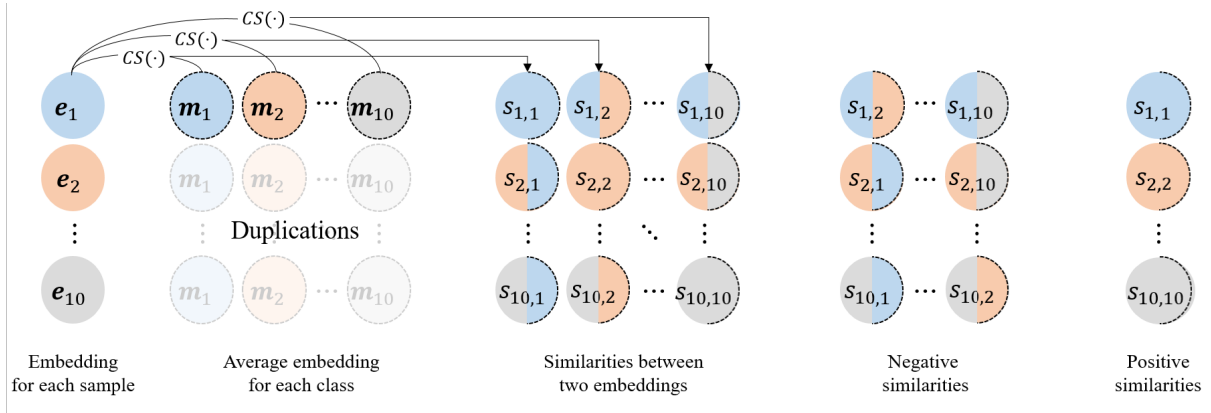 CS(·)
CS(·)
CS(·)
e₁ m₁ m₂ ⋯ m₁₀ s₁,₁ s₁,₂ ⋯ s₁,₁₀ s₁,₂ ⋯ s₁,₁₀ s₁,₁
e₂ m₁ m₂ ⋯ m₁₀ s₂,₁ s₂,₂ ⋯ s₂,₁₀ s₂,₁ ⋯ s₂,₁₀ s₂,₂
⋮ ⋮ Duplications ⋮ ⋮ ⋮ ⋱ ⋮ ⋮ ⋮ ⋮
e₁₀ m₁ m₂ ⋯ m₁₀ s₁₀,₁ s₁₀,₂ ⋯ s₁₀,₁₀ s₁₀,₁ ⋯ s₁₀,₂ s₁₀,₁₀
Embedding
for each sample
Average embedding
for each class
Similarities between
two embeddings
Negative
similarities
Positive
similarities